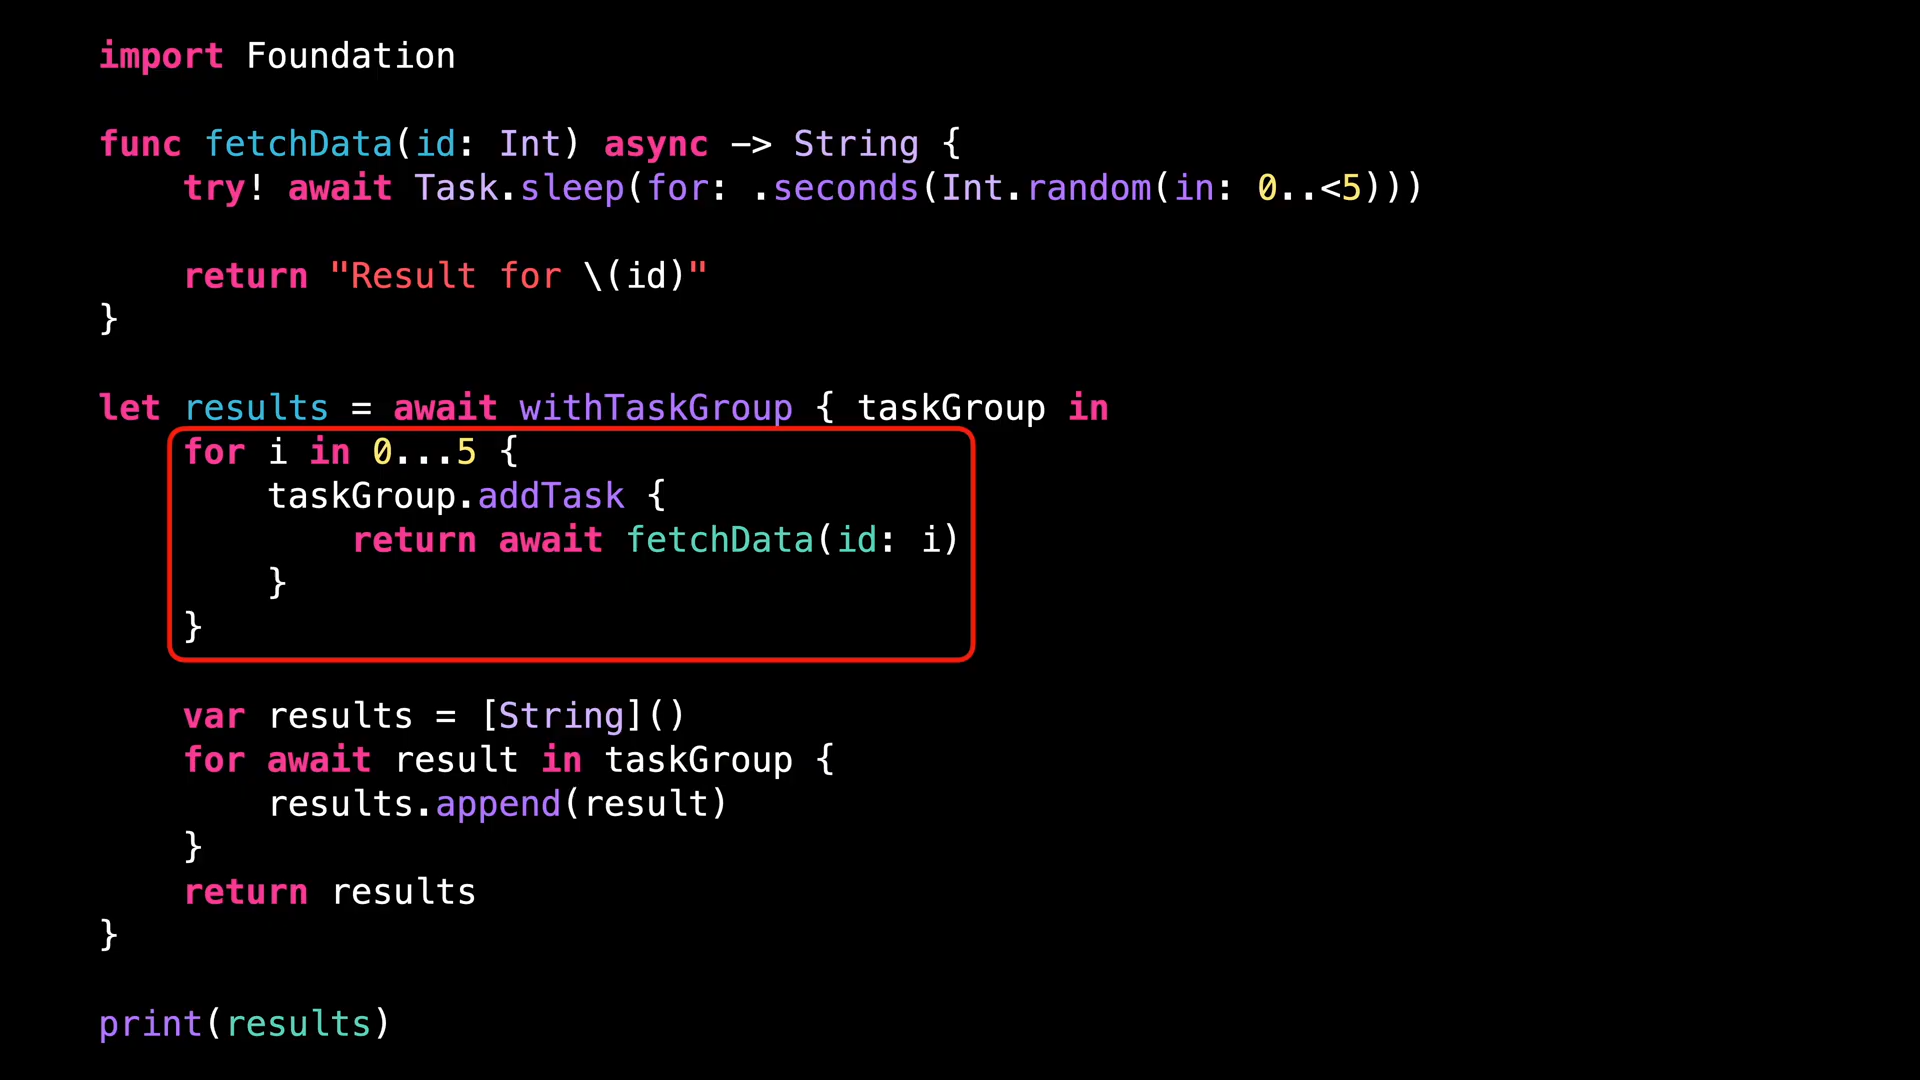 import Foundation
func fetchData(id: Int) async -> String {
try! await Task.sleep(for: .seconds(Int.random(in: 0..<5)))
return "Result for \(id)"
}
let results = await withTaskGroup { taskGroup in
for i in 0...5 {
taskGroup.addTask {
return await fetchData(id: i)
}
}
var results = [String]()
for await result in taskGroup {
results.append(result)
}
return results
}
print(results)